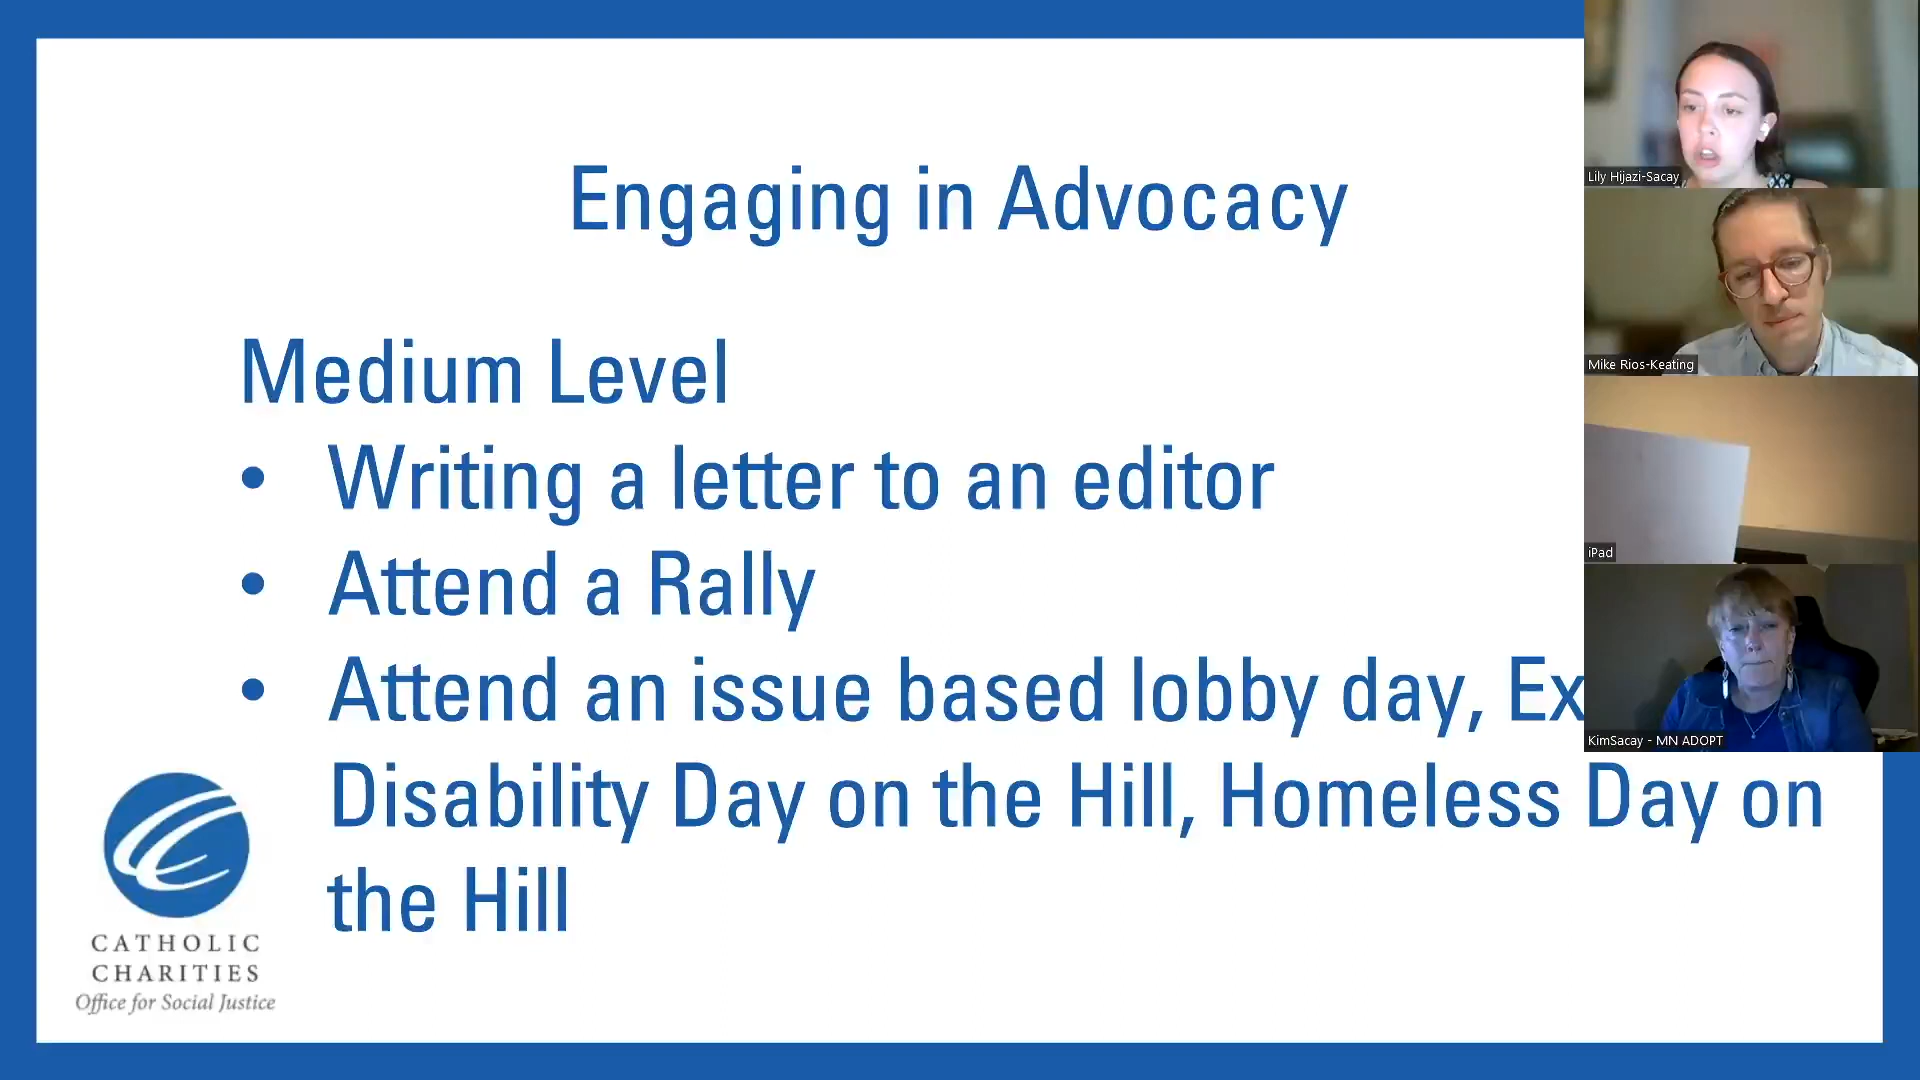 Engaging in Advocacy
Medium Level
• Writing a letter to an editor
• Attend a Rally
• Attend an issue based lobby day, Ex
Disability Day on the Hill, Homeless Day on
the Hill
CATHOLIC
CHARITIES
Office for Social Justice
Lily Hijazi-Sacay
Mike Rios-Keating
iPad
KimSacay - MN ADOPT